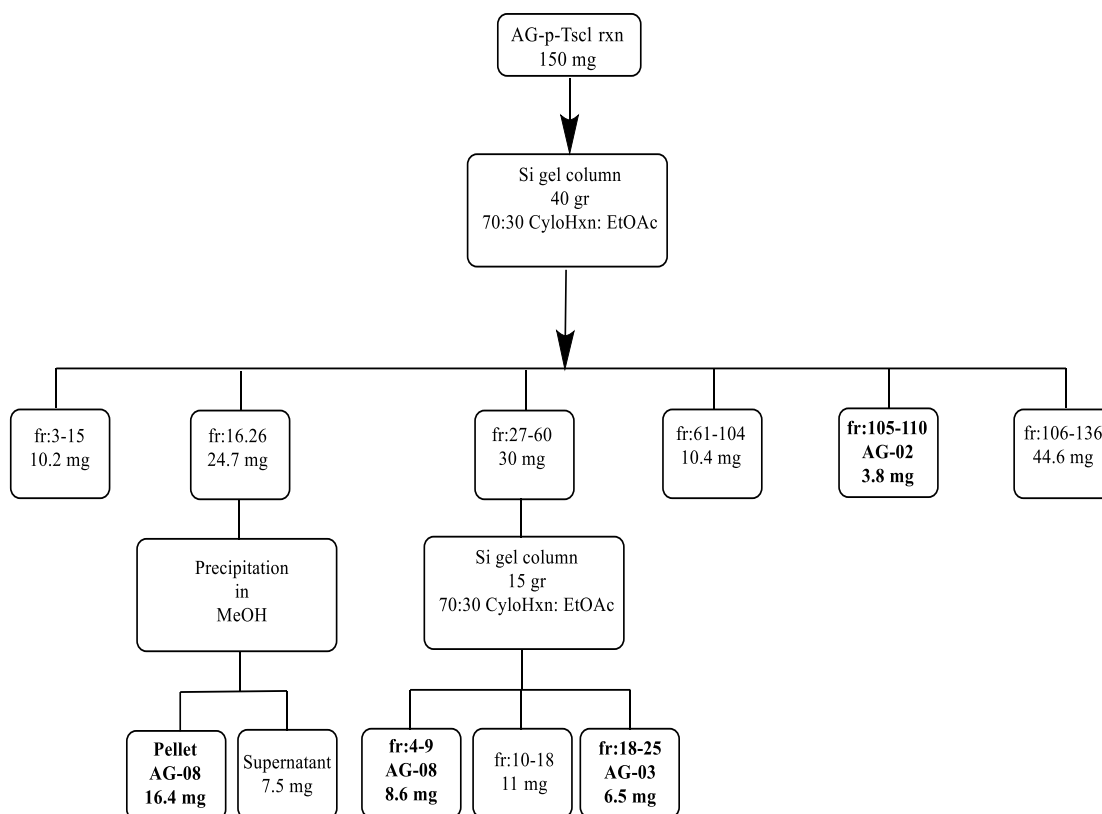 AG-p-Tscl rxn
150 mg
Si gel column
40 gr
70:30 CyloHxn: EtOAc
fr:3-15
10.2 mg
fr:16.26
24.7 mg
fr:27-60
30 mg
fr:61-104
10.4 mg
fr:105-110
AG-02
3.8 mg
fr:106-136
44.6 mg
Precipitation
in
MeOH
Si gel column
15 gr
70:30 CyloHxn: EtOAc
Pellet
AG-08
16.4 mg
Supernatant
7.5 mg
fr:4-9
AG-08
8.6 mg
fr:10-18
11 mg
fr:18-25
AG-03
6.5 mg